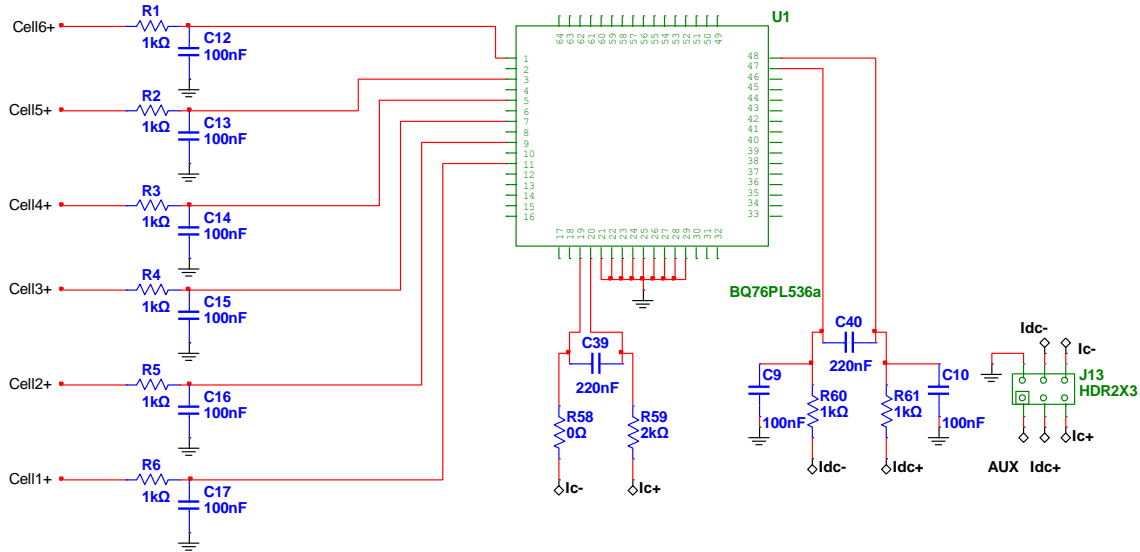 R1
U1
Cell6+
C12
1kΩ
100nF
64 63 62 61 60 59 58 57 56 55 54 53 52 51 50 49
1
2
3
4
5
6
7
8
9
10
11
12
13
14
15
16
48
47
46
45
44
43
42
41
40
39
38
37
36
35
34
33
17 18 19 20 21 22 23 24 25 26 27 28 29 30 31 32
R2
Cell5+
C13
1kΩ
100nF
R3
Cell4+
C14
1kΩ
100nF
R4
Cell3+
C15
1kΩ
100nF
BQ76PL536a
R5
Cell2+
C16
1kΩ
100nF
R6
Cell1+
C17
1kΩ
100nF
C39
220nF
R58
0Ω
R59
2kΩ
Ic-
Ic+
C40
220nF
C9
100nF
R60
1kΩ
R61
1kΩ
C10
100nF
Idc-
Idc+
Idc-
Ic-
J13
HDR2X3
Ic+
AUX Idc+